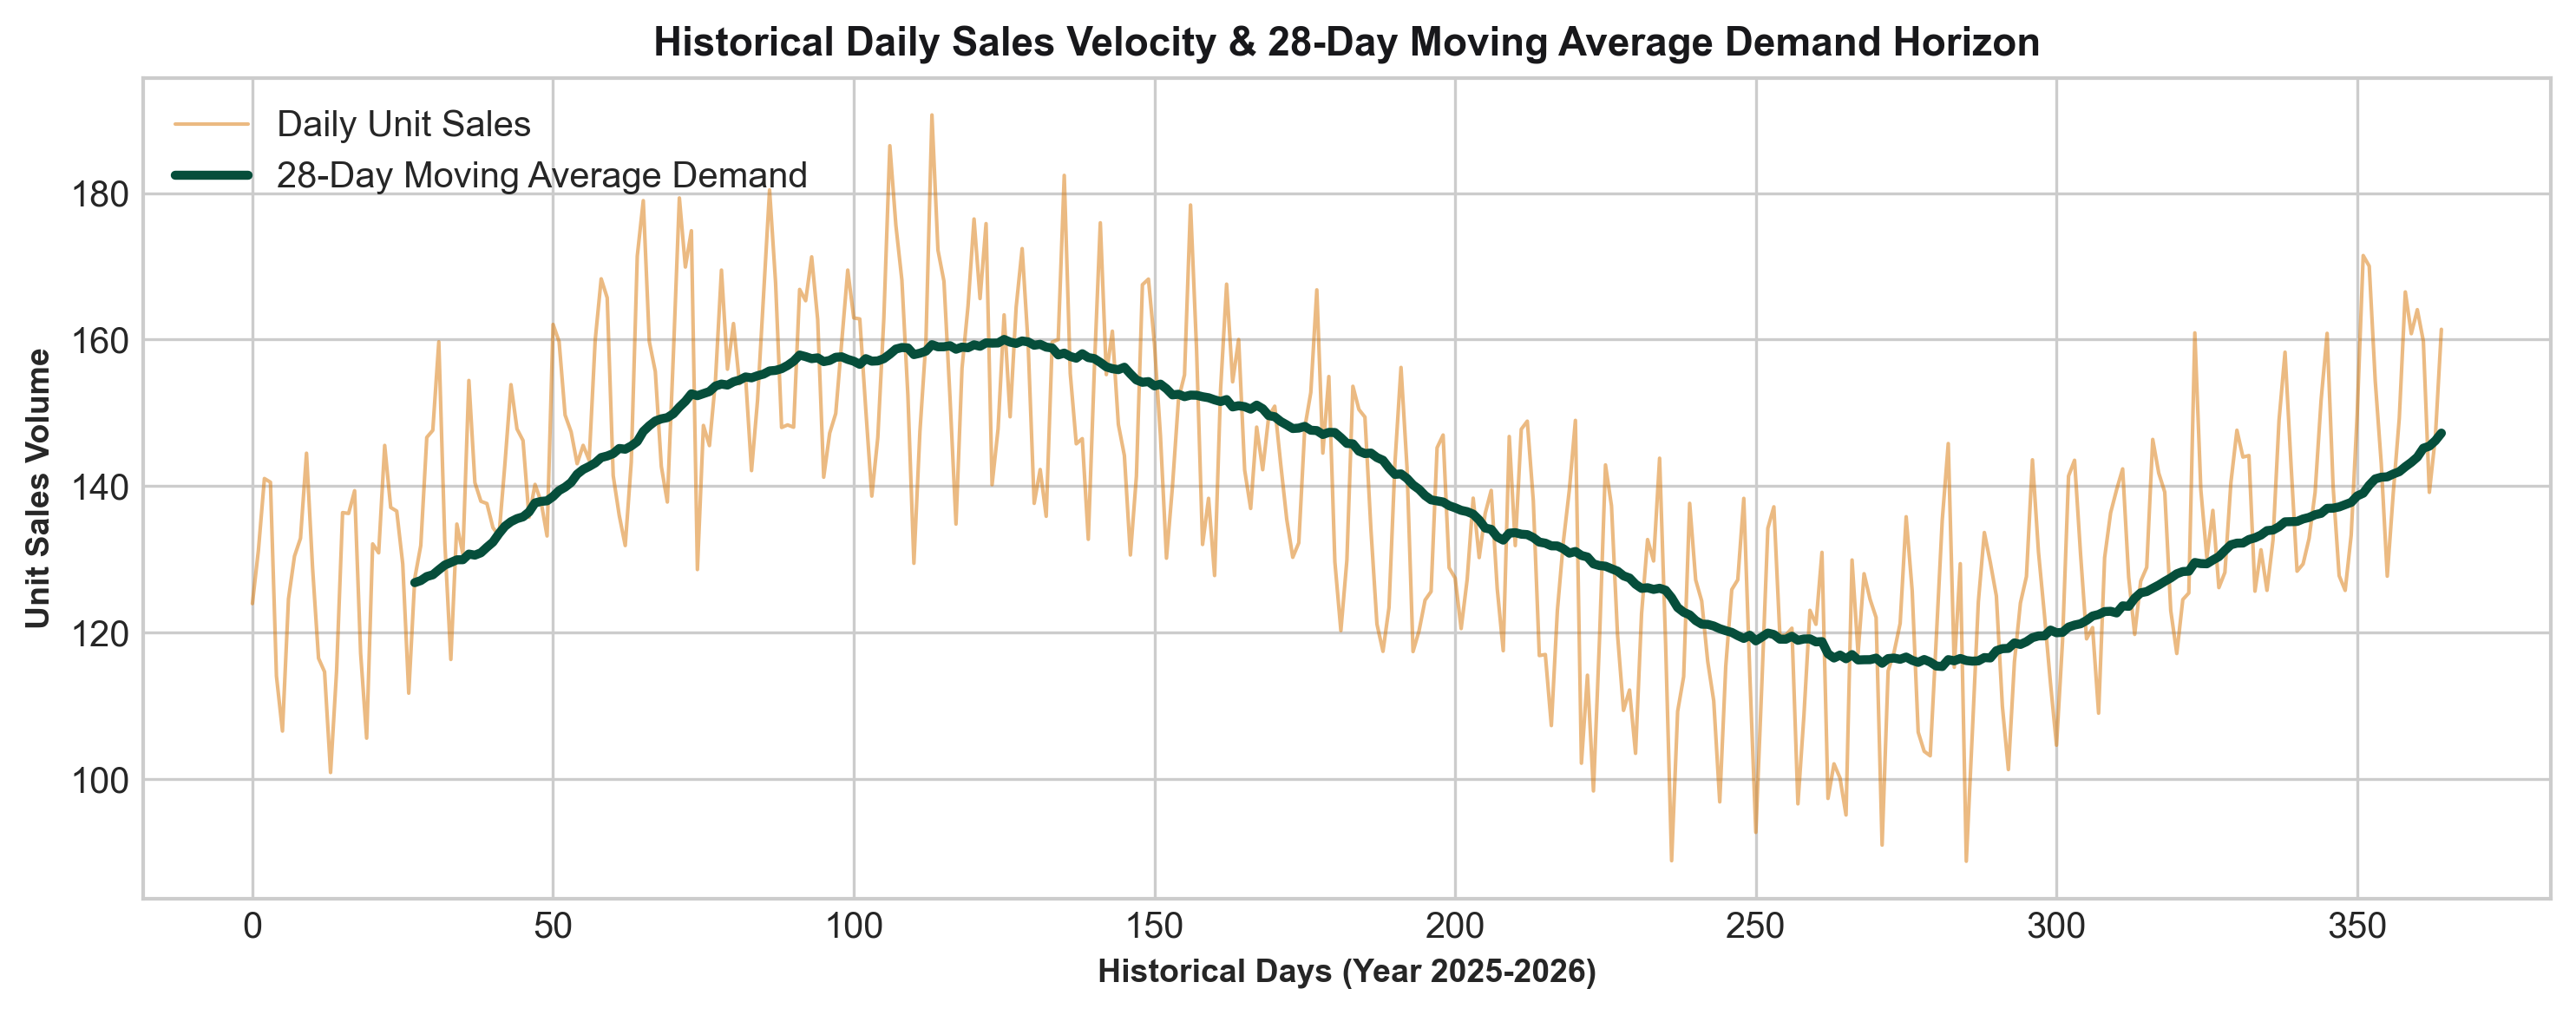 Historical Daily Sales Velocity & 28-Day Moving Average Demand Horizon
Daily Unit Sales
28-Day Moving Average Demand
Unit Sales Volume
180
160
140
120
100
0 50 100 150 200 250 300 350
Historical Days (Year 2025-2026)